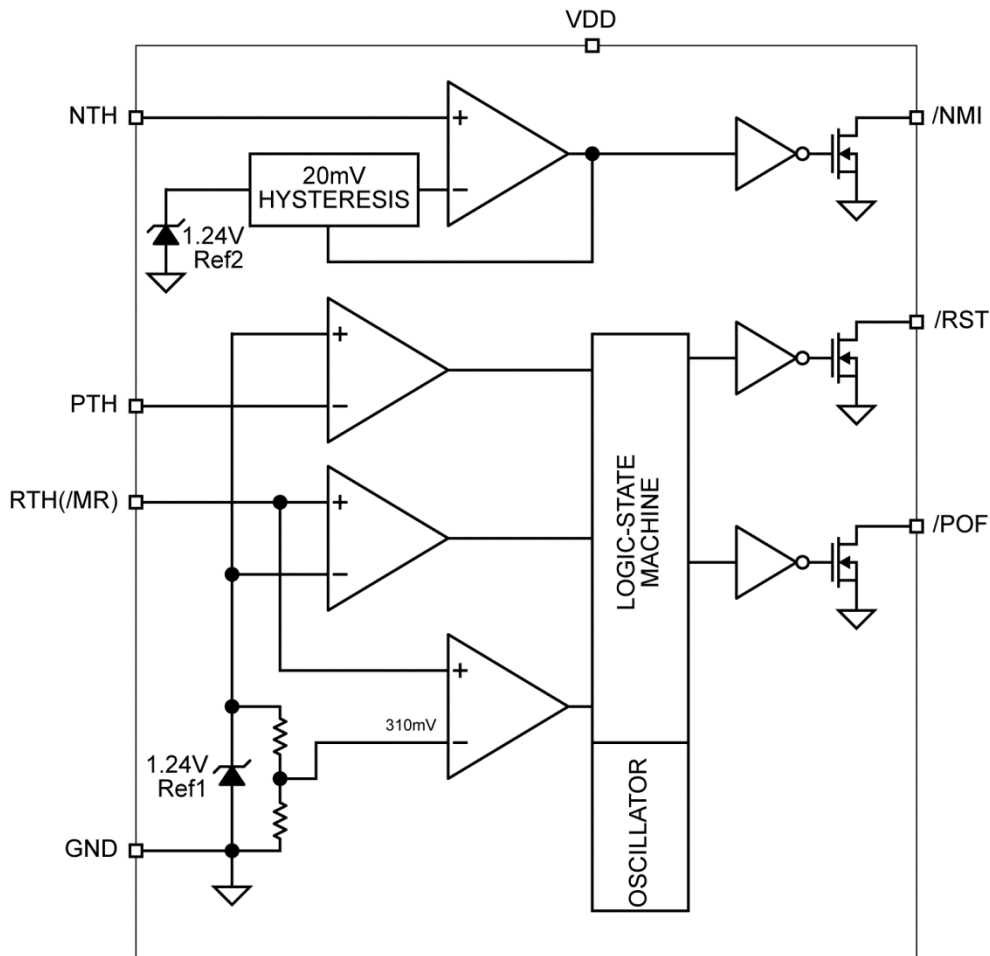 VDD
NTH
+
/NMI
20mV
HYSTERESIS
−
1.24V
Ref2
+
/RST
PTH
−
RTH(/MR)
+
/POF
−
LOGIC-STATE
MACHINE
+
310mV
−
1.24V
Ref1
OSCILLATOR
GND